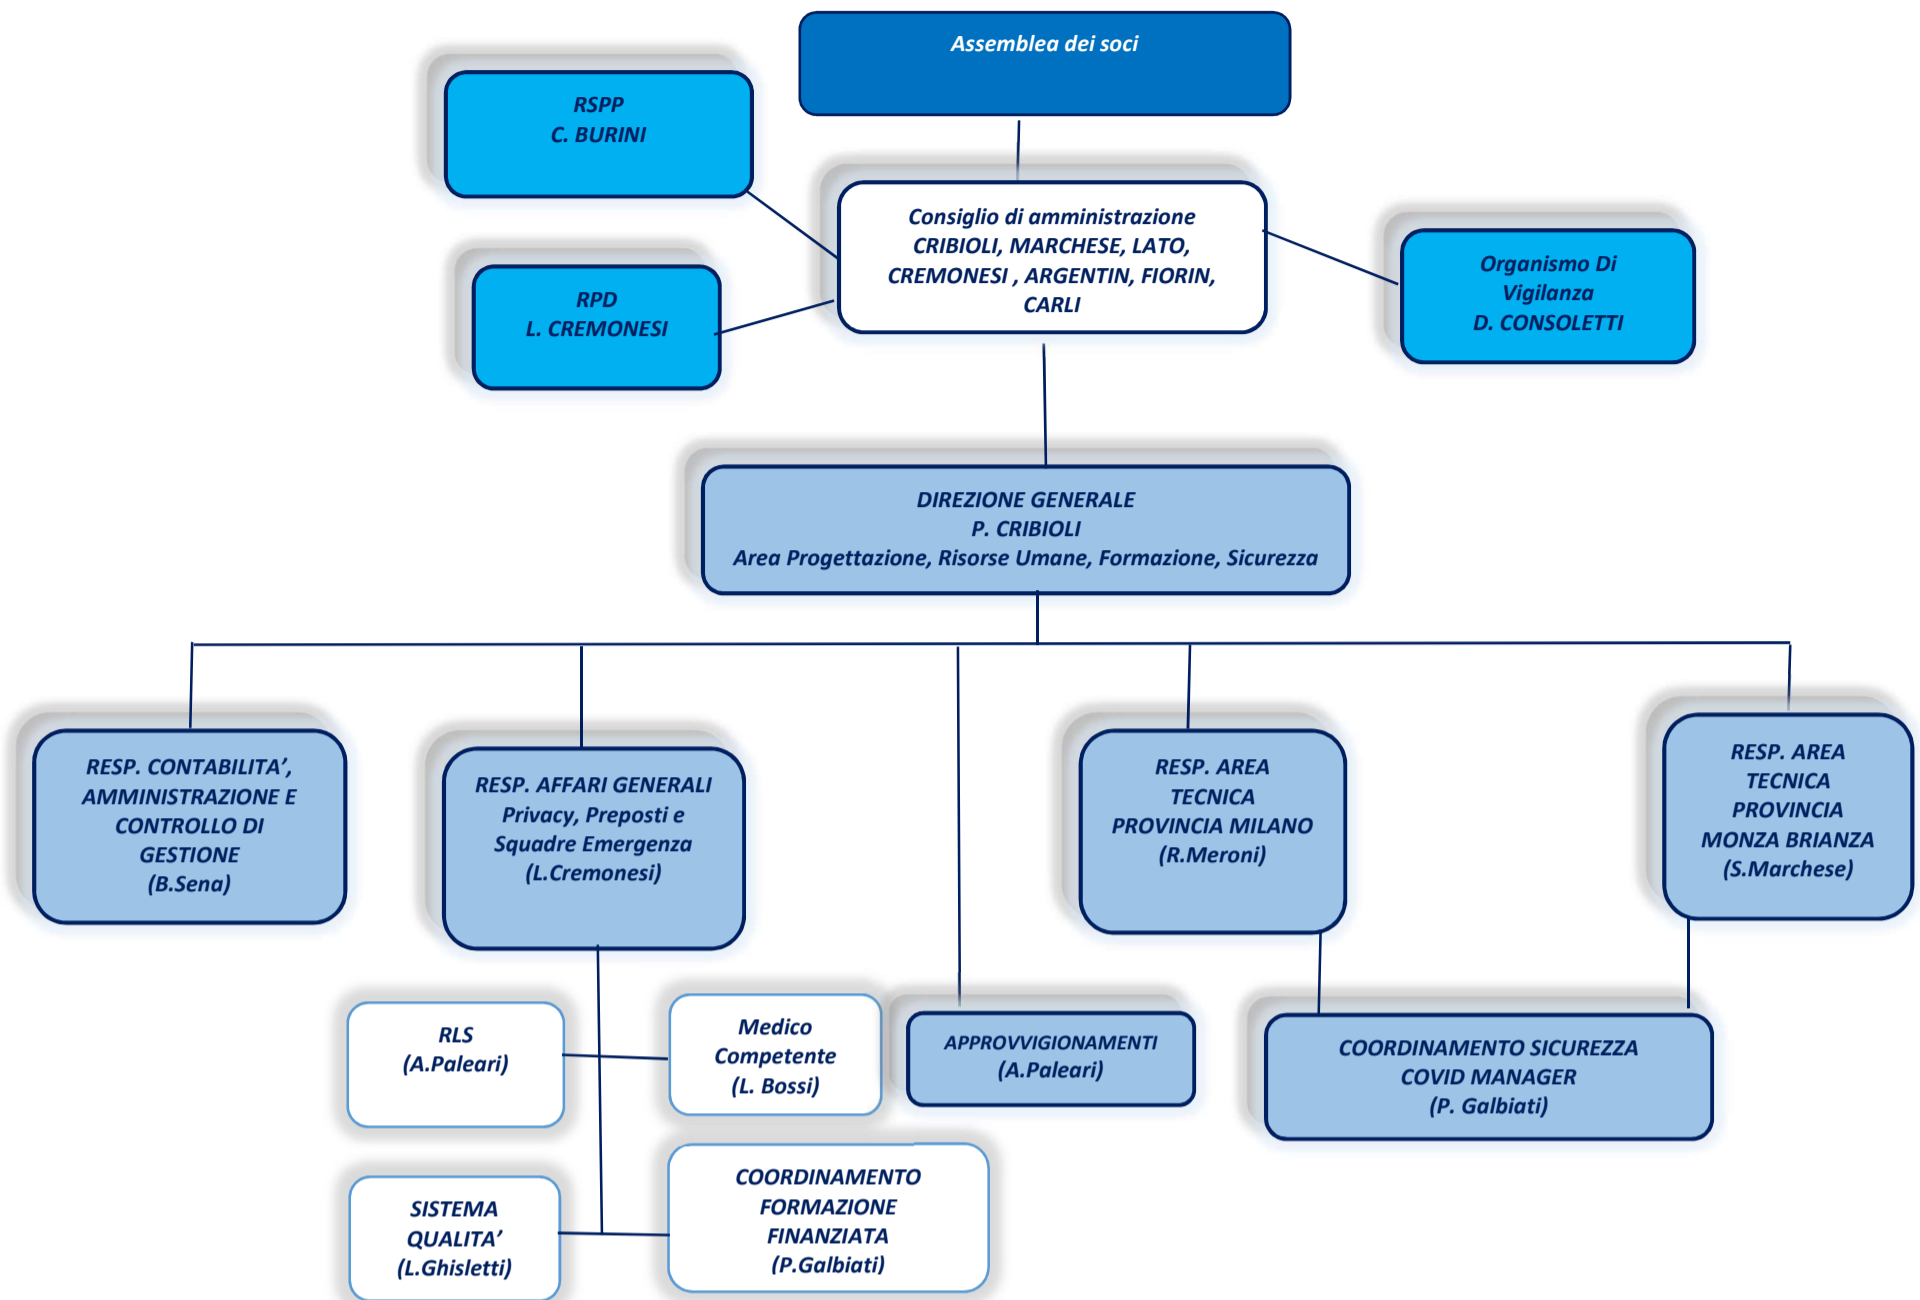 Assemblea dei soci
RSPP
C. BURINI
Consiglio di amministrazione
CRIBIOLI, MARCHESE, LATO,
CREMONESI , ARGENTIN, FIORIN,
CARLI
RPD
L. CREMONESI
Organismo Di
Vigilanza
D. CONSOLETTI
DIREZIONE GENERALE
P. CRIBIOLI
Area Progettazione, Risorse Umane, Formazione, Sicurezza
RESP. CONTABILITA’,
AMMINISTRAZIONE E
CONTROLLO DI
GESTIONE
(B.Sena)
RESP. AFFARI GENERALI
Privacy, Preposti e
Squadre Emergenza
(L.Cremonesi)
RESP. AREA
TECNICA
PROVINCIA MILANO
(R.Meroni)
RESP. AREA
TECNICA
PROVINCIA
MONZA BRIANZA
(S.Marchese)
RLS
(A.Paleari)
Medico
Competente
(L. Bossi)
APPROVVIGIONAMENTI
(A.Paleari)
COORDINAMENTO SICUREZZA
COVID MANAGER
(P. Galbiati)
SISTEMA
QUALITA’
(L.Ghisletti)
COORDINAMENTO
FORMAZIONE
FINANZIATA
(P.Galbiati)